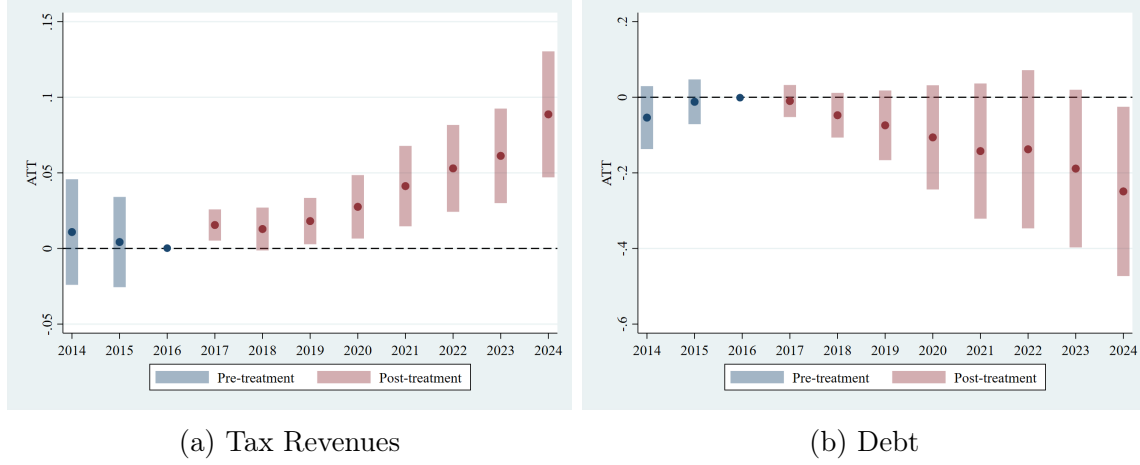 .15
.1
.05
0
-.05
ATT
2014 2015 2016 2017 2018 2019 2020 2021 2022 2023 2024
Pre-treatment Post-treatment
(a) Tax Revenues
.2
0
-.2
-.4
-.6
ATT
2014 2015 2016 2017 2018 2019 2020 2021 2022 2023 2024
Pre-treatment Post-treatment
(b) Debt